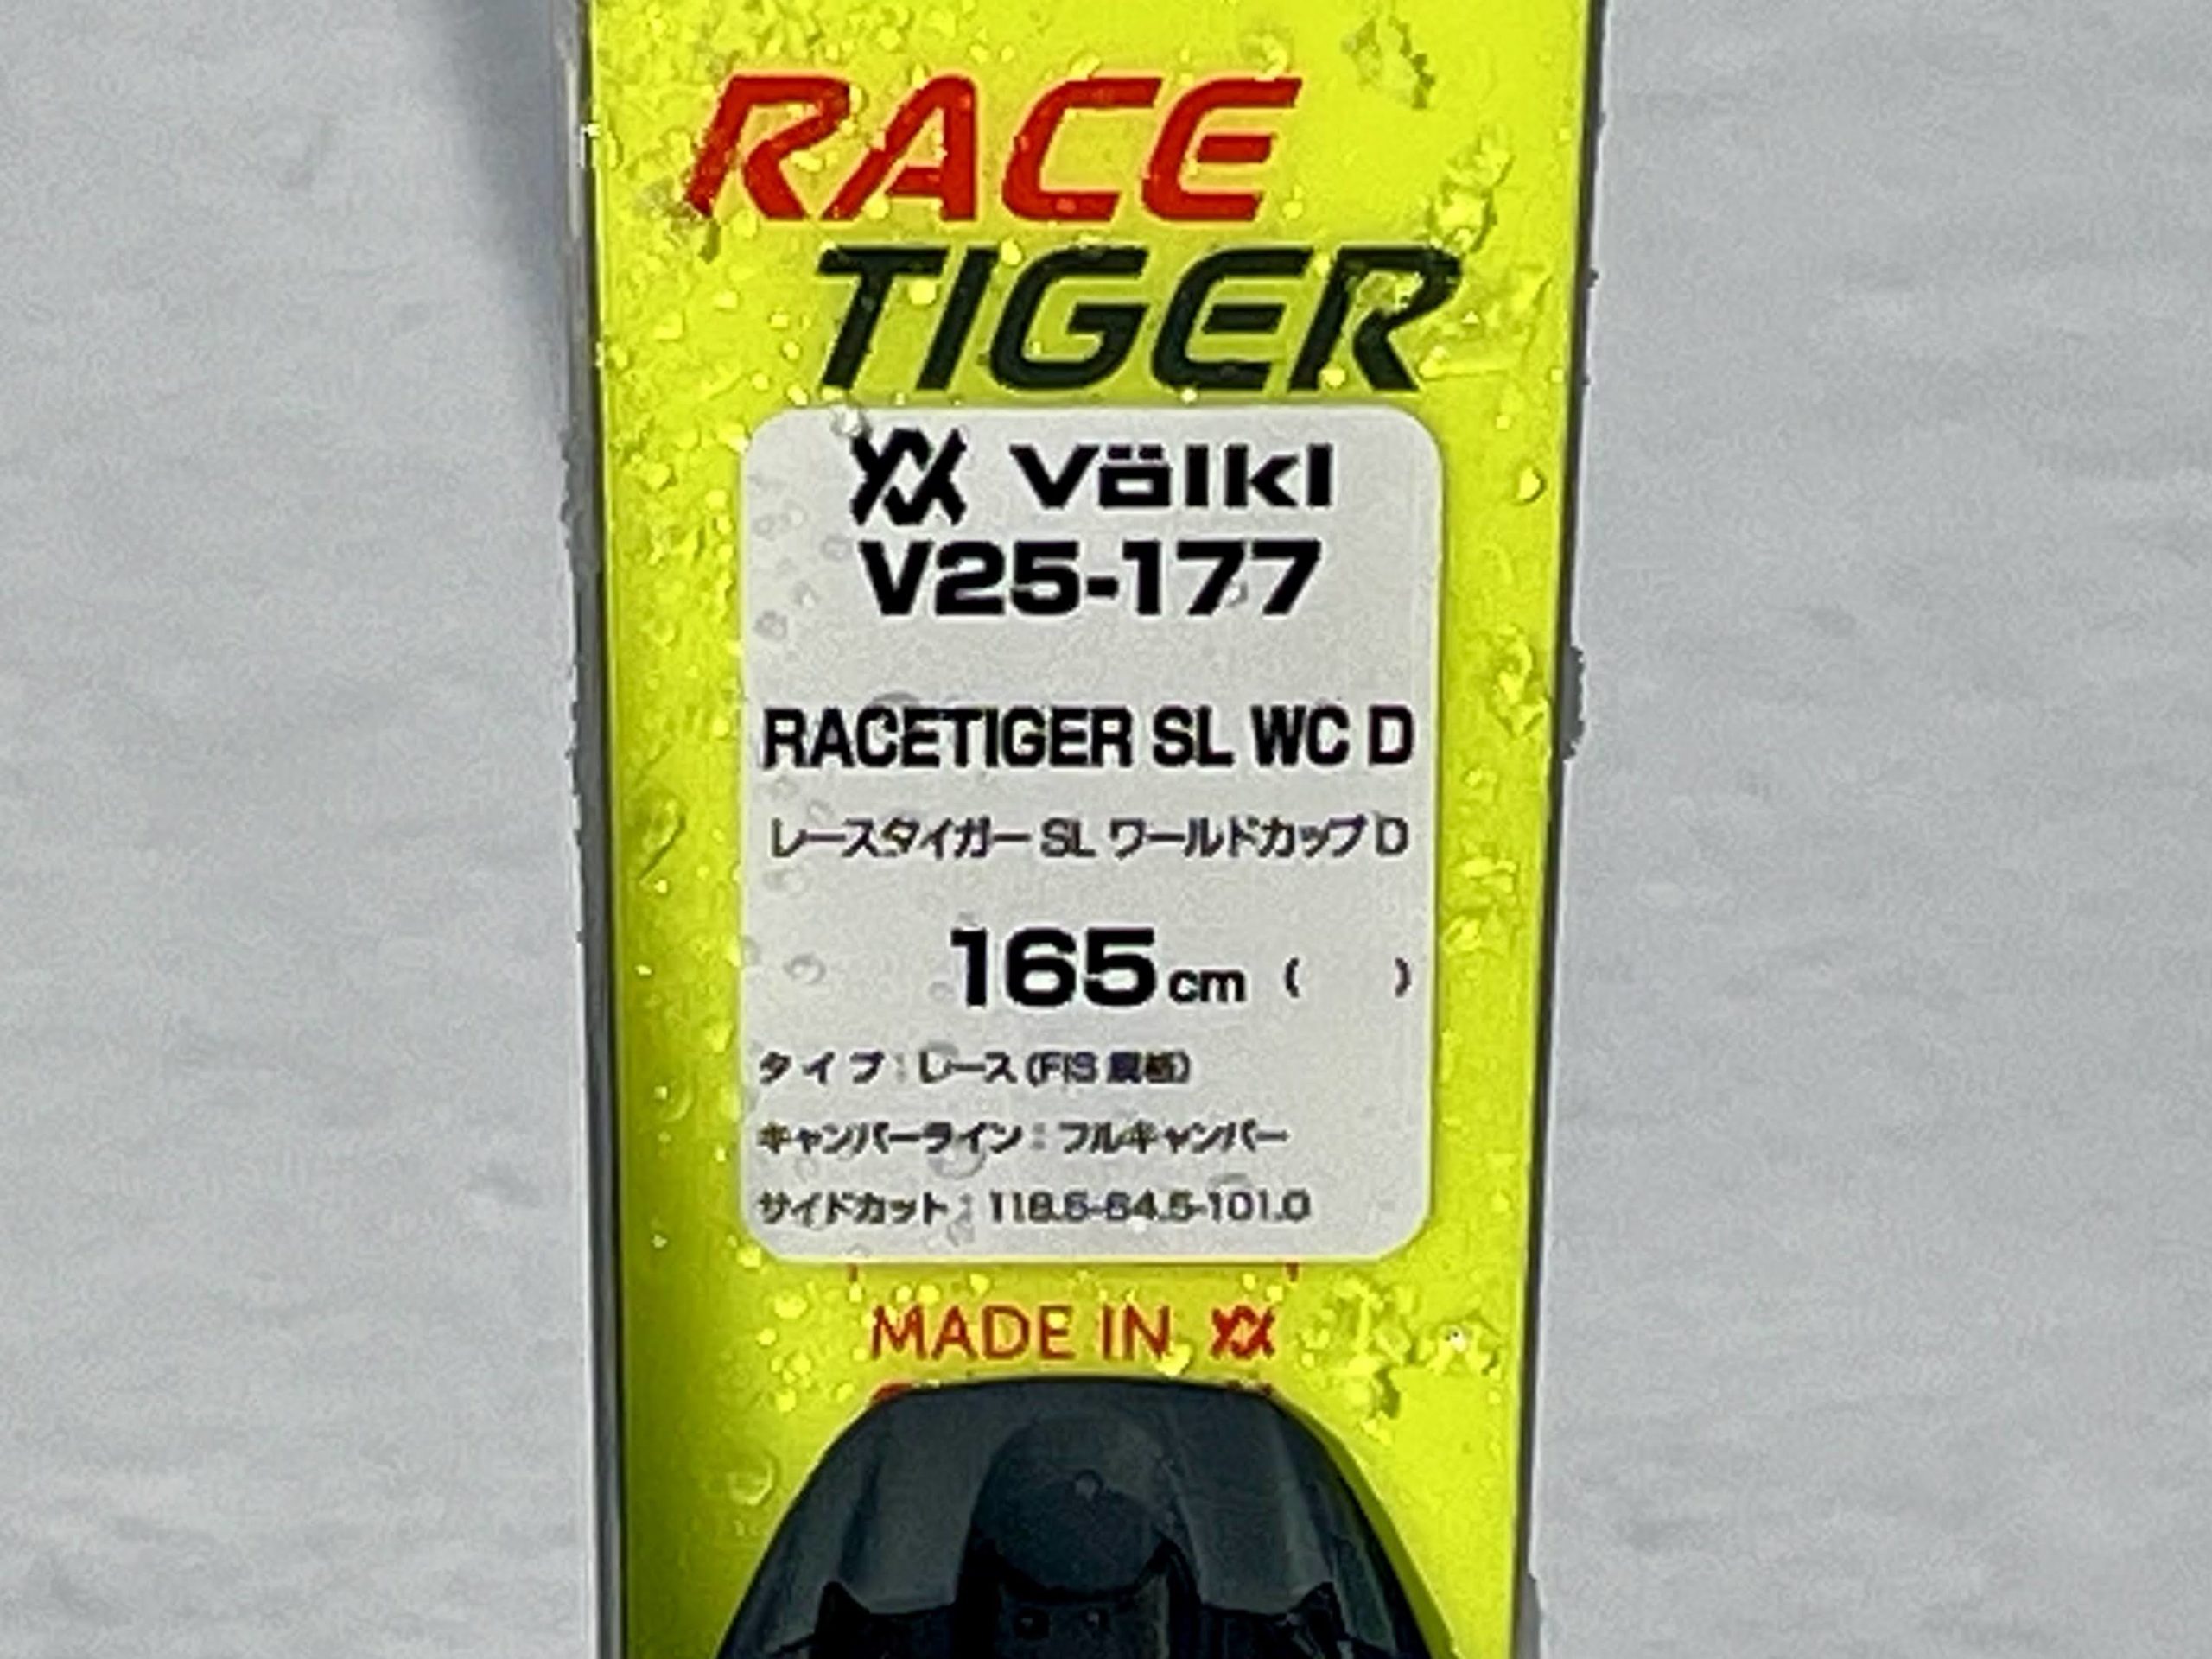 RACE
TIGER
Völkl
V25-177
RACETIGER SL WC D
レースタイガー SL ワールドカップ D
165cm (    )
タイプ：レース (FIS 規格)
キャンバーライン：フルキャンバー
サイドカット：118.5-64.5-101.0
MADE IN